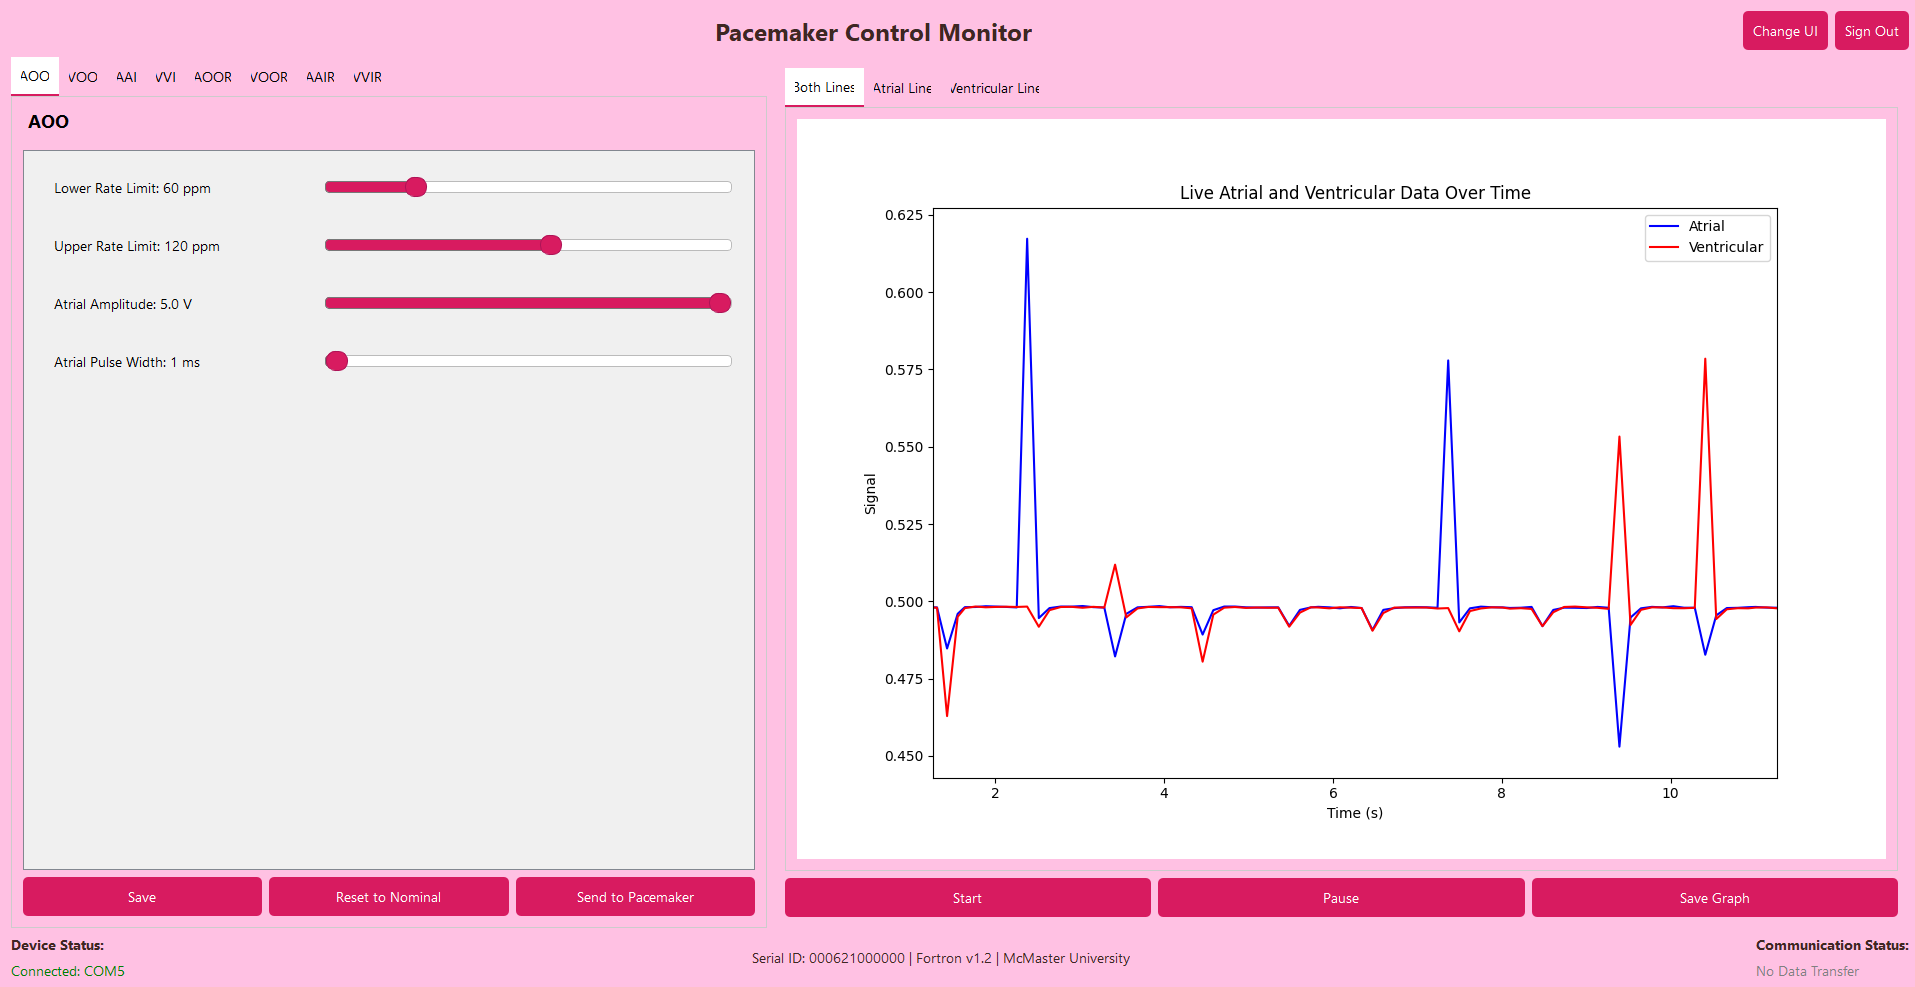 Pacemaker Control Monitor
Change UI
Sign Out
AOO VOO AAI VVI AOOR VOOR AAIR VVIR
Both Lines Atrial Line Ventricular Line
AOO
Lower Rate Limit: 60 ppm
Upper Rate Limit: 120 ppm
Atrial Amplitude: 5.0 V
Atrial Pulse Width: 1 ms
Save
Reset to Nominal
Send to Pacemaker
Live Atrial and Ventricular Data Over Time
Atrial
Ventricular
0.625
0.600
0.575
0.550
0.525
0.500
0.475
0.450
Signal
2 4 6 8 10
Time (s)
Start
Pause
Save Graph
Device Status:
Connected: COM5
Serial ID: 000621000000 | Fortron v1.2 | McMaster University
Communication Status:
No Data Transfer